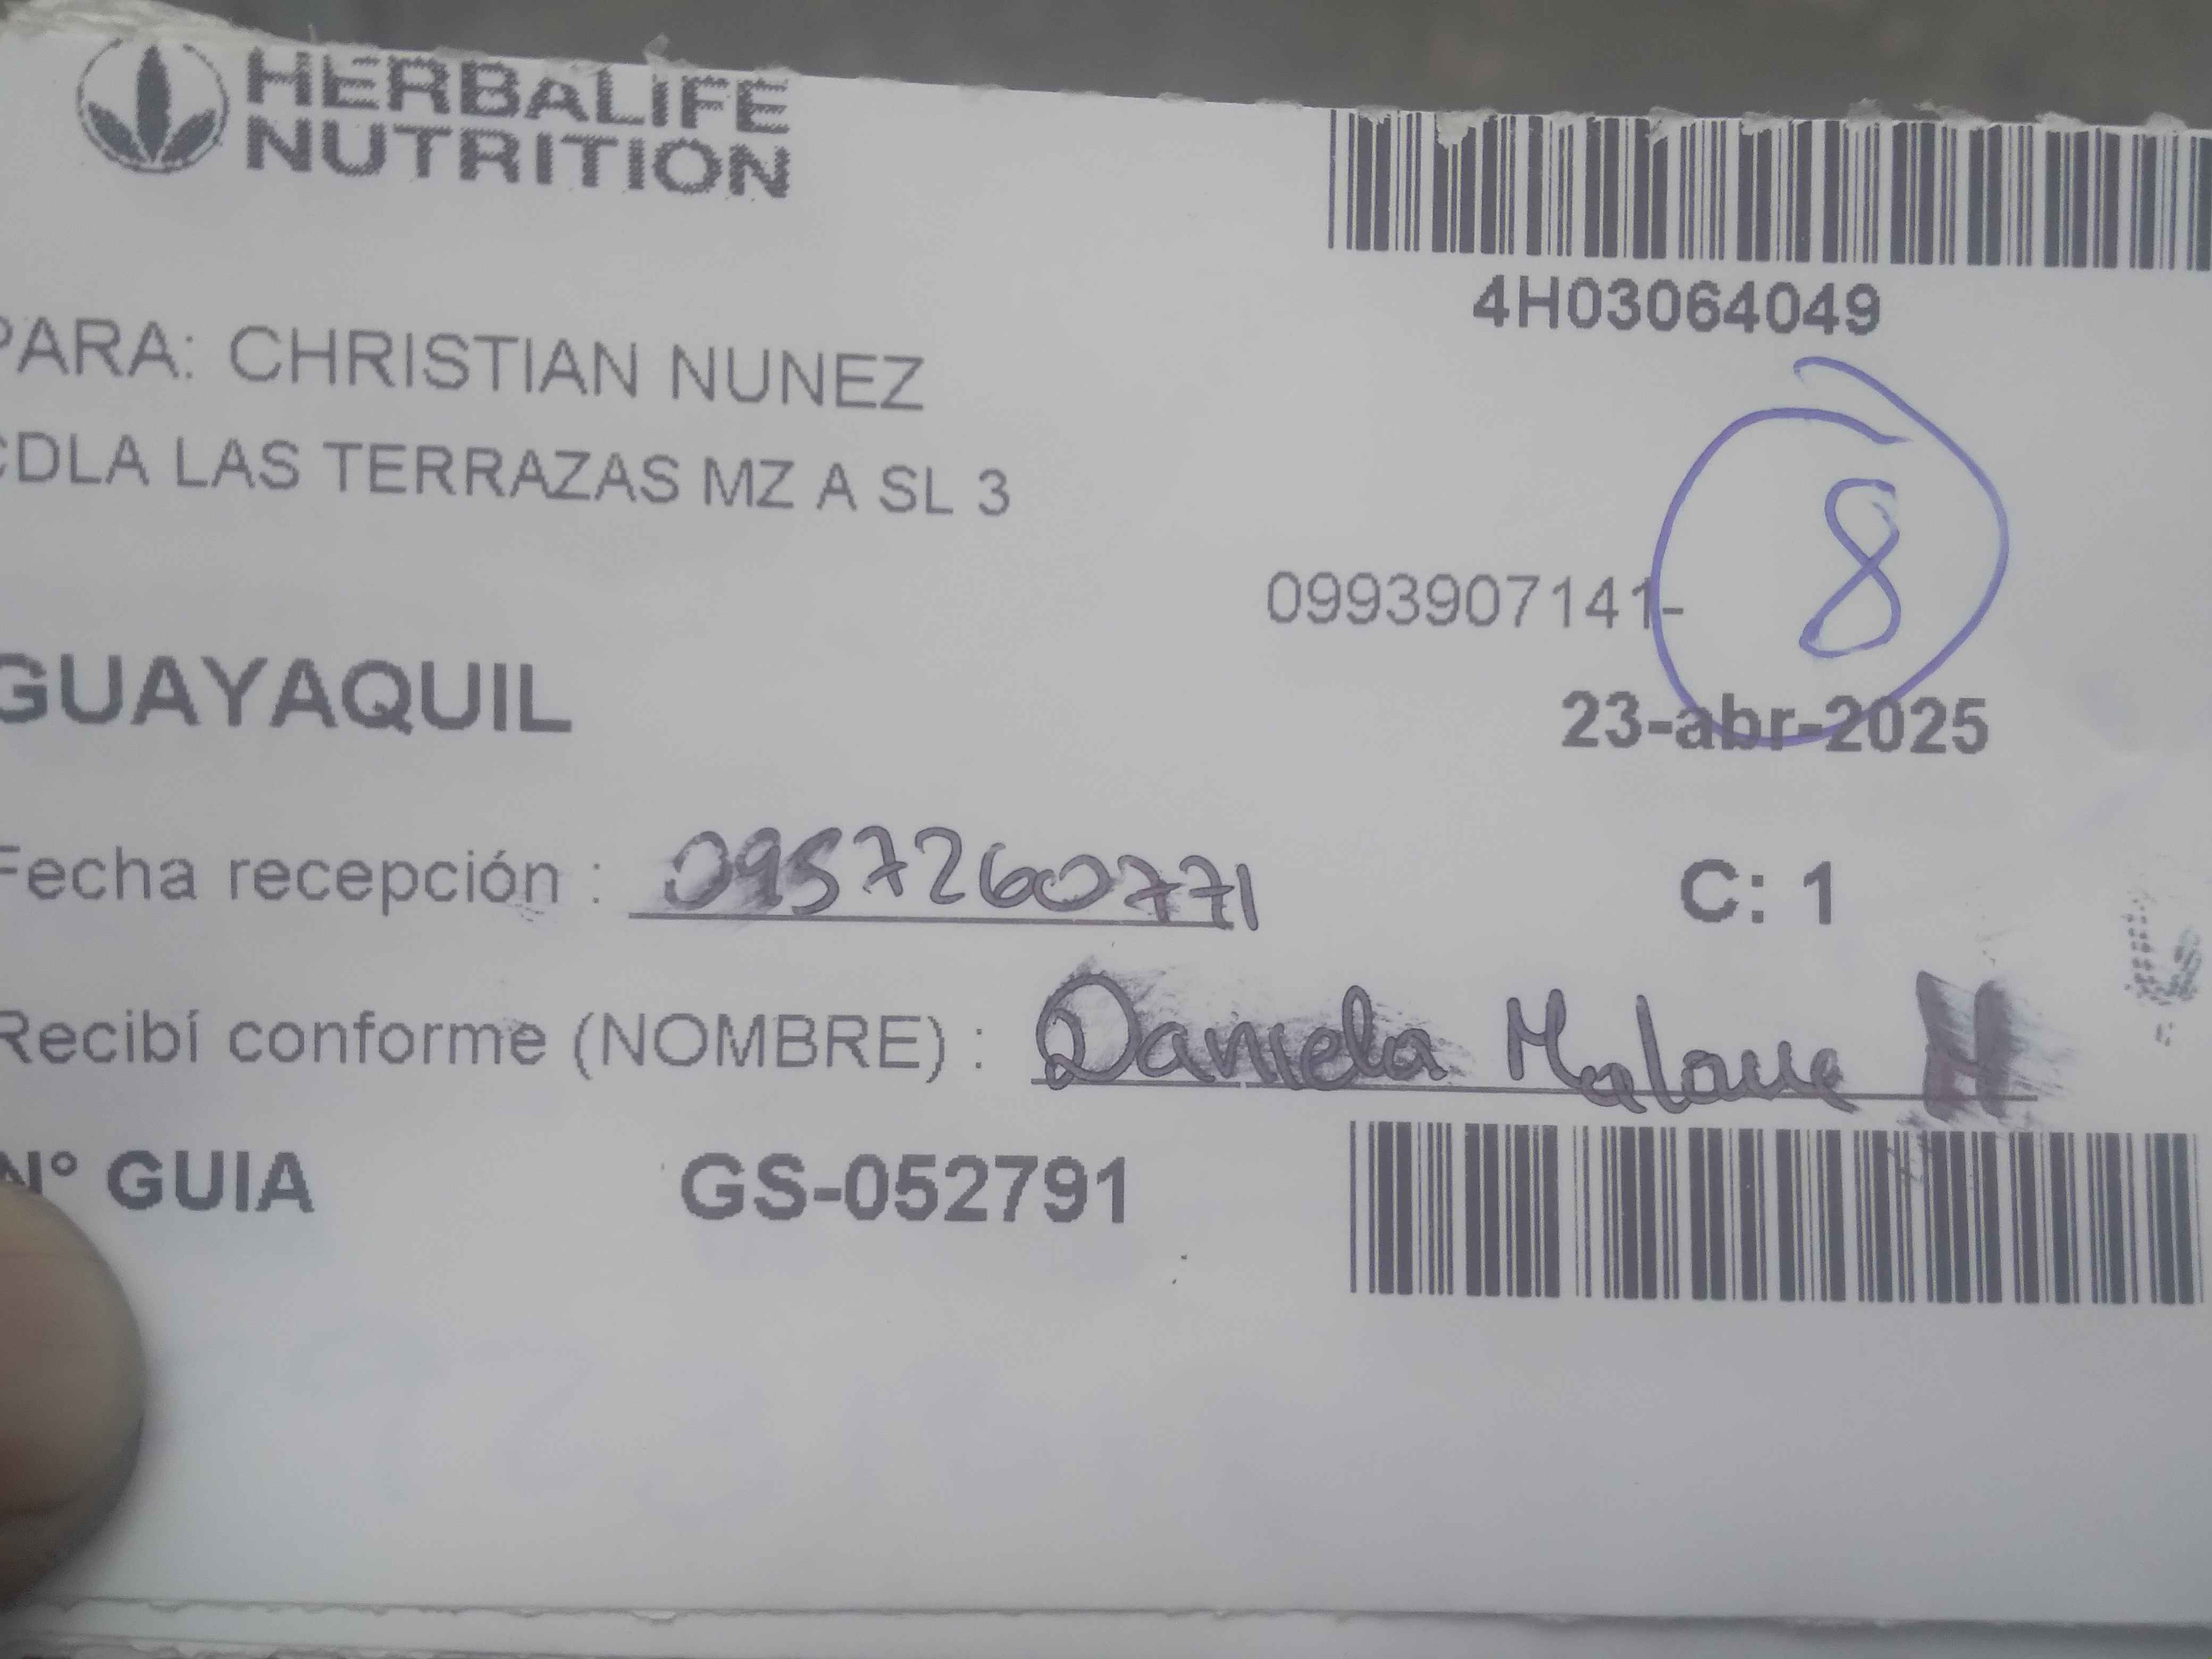 HERBALIFE
NUTRITION
4H03064049
PARA: CHRISTIAN NUNEZ
CDLA LAS TERRAZAS MZ A SL 3
8
0993907141-
GUAYAQUIL
23-abr-2025
Fecha recepción : 0957260771
C: 1
Recibí conforme (NOMBRE) : Daniela Malave M
N° GUIA GS-052791